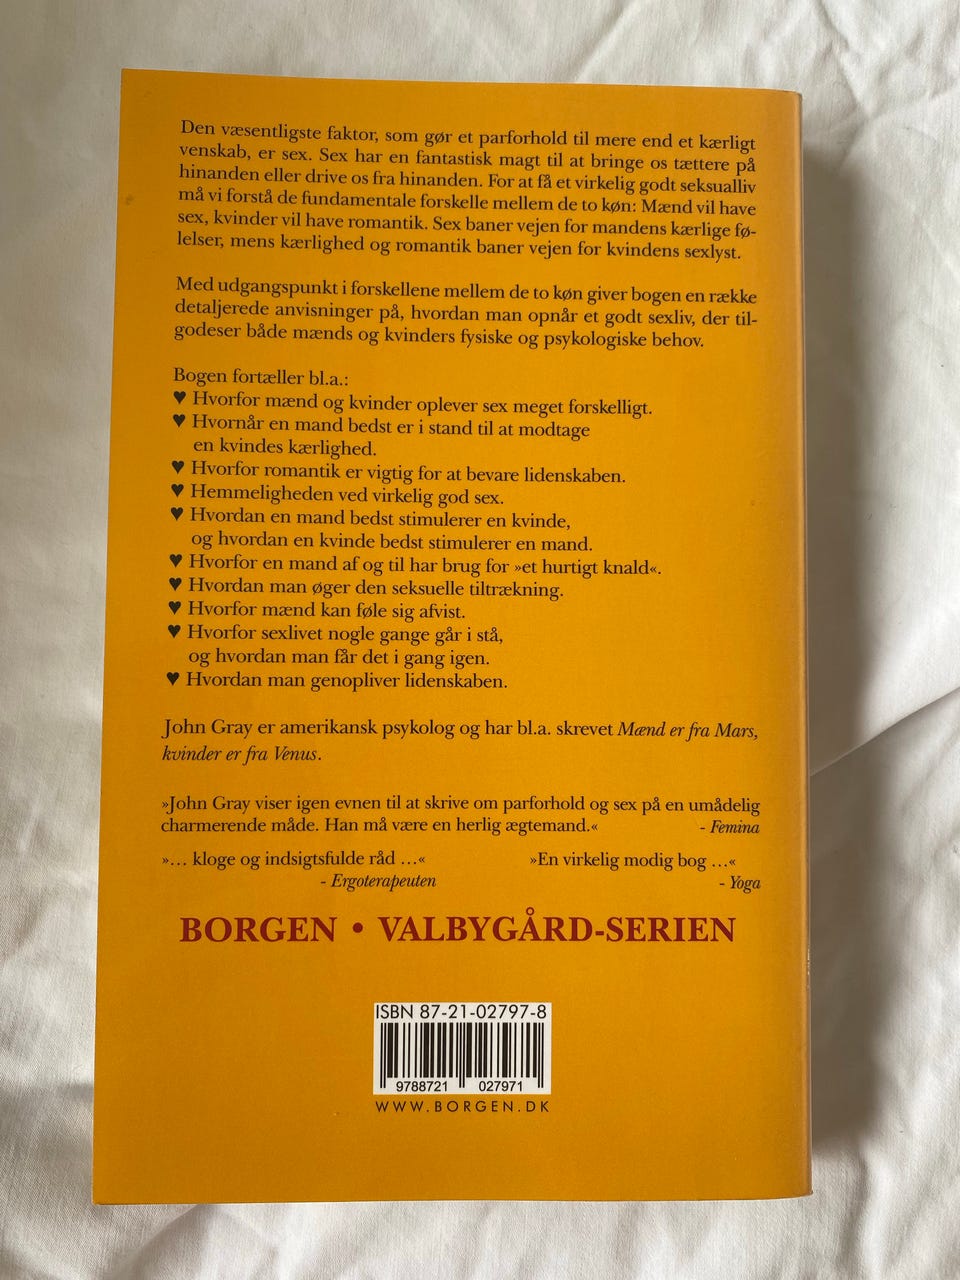 Den væsentligste faktor, som gør et parforhold til mere end et kærligt
venskab, er sex. Sex har en fantastisk magt til at bringe os tættere på
hinanden eller drive os fra hinanden. For at få et virkelig godt seksualliv
må vi forstå de fundamentale forskelle mellem de to køn: Mænd vil have
sex, kvinder vil have romantik. Sex baner vejen for mandens kærlige fø-
lelser, mens kærlighed og romantik baner vejen for kvindens sexlyst.
Med udgangspunkt i forskellene mellem de to køn giver bogen en række
detaljerede anvisninger på, hvordan man opnår et godt sexliv, der til-
godeser både mænds og kvinders fysiske og psykologiske behov.
Bogen fortæller bl.a.:
♥ Hvorfor mænd og kvinder oplever sex meget forskelligt.
♥ Hvornår en mand bedst er i stand til at modtage
en kvindes kærlighed.
♥ Hvorfor romantik er vigtig for at bevare lidenskaben.
♥ Hemmeligheden ved virkelig god sex.
♥ Hvordan en mand bedst stimulerer en kvinde,
og hvordan en kvinde bedst stimulerer en mand.
♥ Hvorfor en mand af og til har brug for »et hurtigt knald«.
♥ Hvordan man øger den seksuelle tiltrækning.
♥ Hvorfor mænd kan føle sig afvist.
♥ Hvorfor sexlivet nogle gange går i stå,
og hvordan man får det i gang igen.
♥ Hvordan man genopliver lidenskaben.
John Gray er amerikansk psykolog og har bl.a. skrevet Mænd er fra Mars,
kvinder er fra Venus.
»John Gray viser igen evnen til at skrive om parforhold og sex på en umådelig
charmerende måde. Han må være en herlig ægtemand.« - Femina
»... kloge og indsigtsfulde råd ...« »En virkelig modig bog ...«
- Ergoterapeuten - Yoga
BORGEN • VALBYGÅRD-SERIEN
ISBN 87-21-02797-8
9788721 027971
WWW.BORGEN.DK